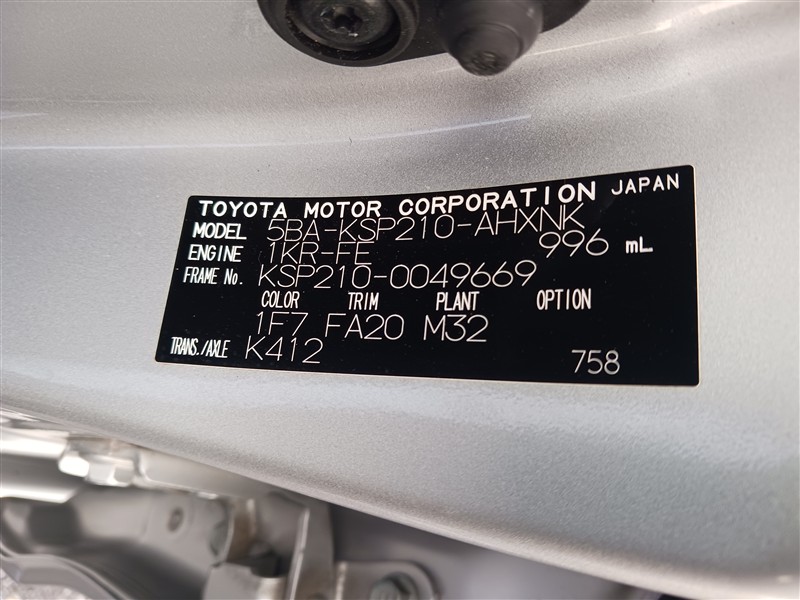 TOYOTA MOTOR CORPORATION JAPAN
MODEL 5BA-KSP210-AHXNK
ENGINE 1KR-FE 996 mL
FRAME No. KSP210-0049669
COLOR TRIM PLANT OPTION
1F7 FA20 M32
TRANS./AXLE K412 758